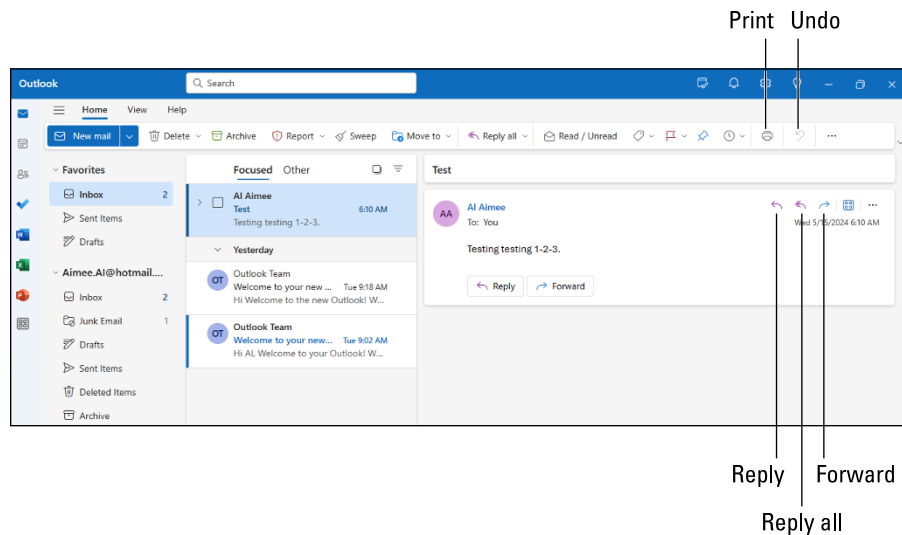 Print Undo
Outlook
Search
Home View Help
New mail Delete Archive Report Sweep Move to Reply all Read / Unread
Favorites
Inbox 2
Sent Items
Drafts
Aimee.Al@hotmail....
Inbox 2
Junk Email 1
Drafts
Sent Items
Deleted Items
Archive
Focused Other
Al Aimee
Test 6:10 AM
Testing testing 1-2-3.
Yesterday
OT
Outlook Team
Welcome to your new ... Tue 9:18 AM
Hi Welcome to the new Outlook! W...
OT
Outlook Team
Welcome to your new... Tue 9:02 AM
Hi Al, Welcome to your Outlook! W...
Test
AA
Al Aimee
To: You
Wed 5/15/2024 6:10 AM
Testing testing 1-2-3.
Reply Forward
Reply Forward
Reply all